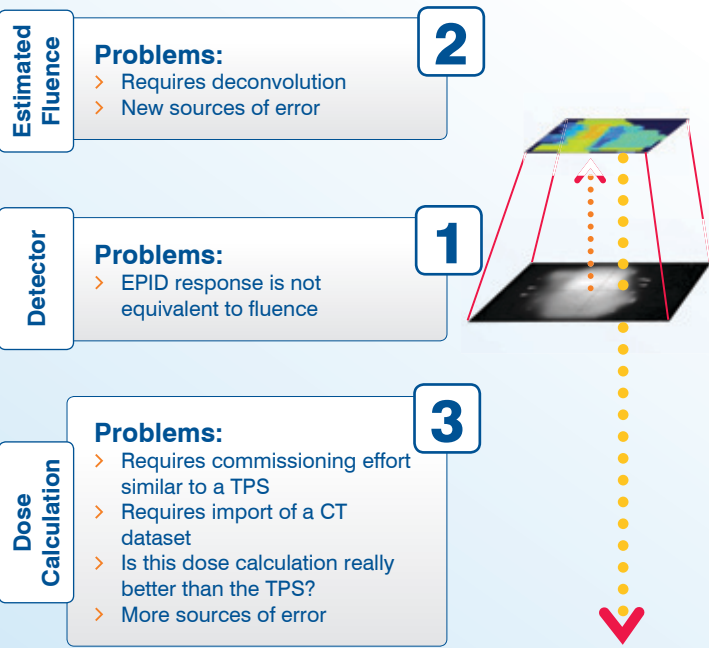 Estimated
Fluence
2
Problems:
> Requires deconvolution
> New sources of error
Detector
1
Problems:
> EPID response is not
equivalent to fluence
Dose
Calculation
3
Problems:
> Requires commissioning effort
similar to a TPS
> Requires import of a CT
dataset
> Is this dose calculation really
better than the TPS?
> More sources of error